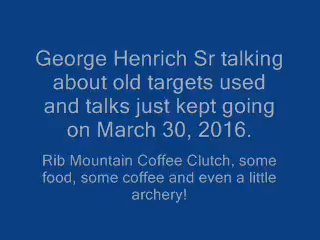 George Henrich Sr talking
about old targets used
and talks just kept going
on March 30, 2016.
Rib Mountain Coffee Clutch, some
food, some coffee and even a little
archery!